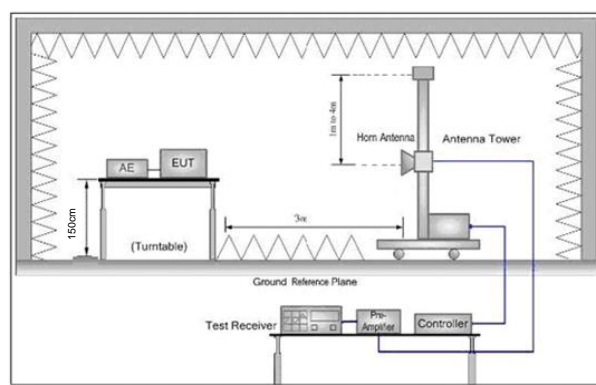 1m to 4m
Horn Antenna
Antenna Tower
AE
EUT
150cm
(Turntable)
3m
Ground Reference Plane
Test Receiver
Pre-
Amplifier
Controller